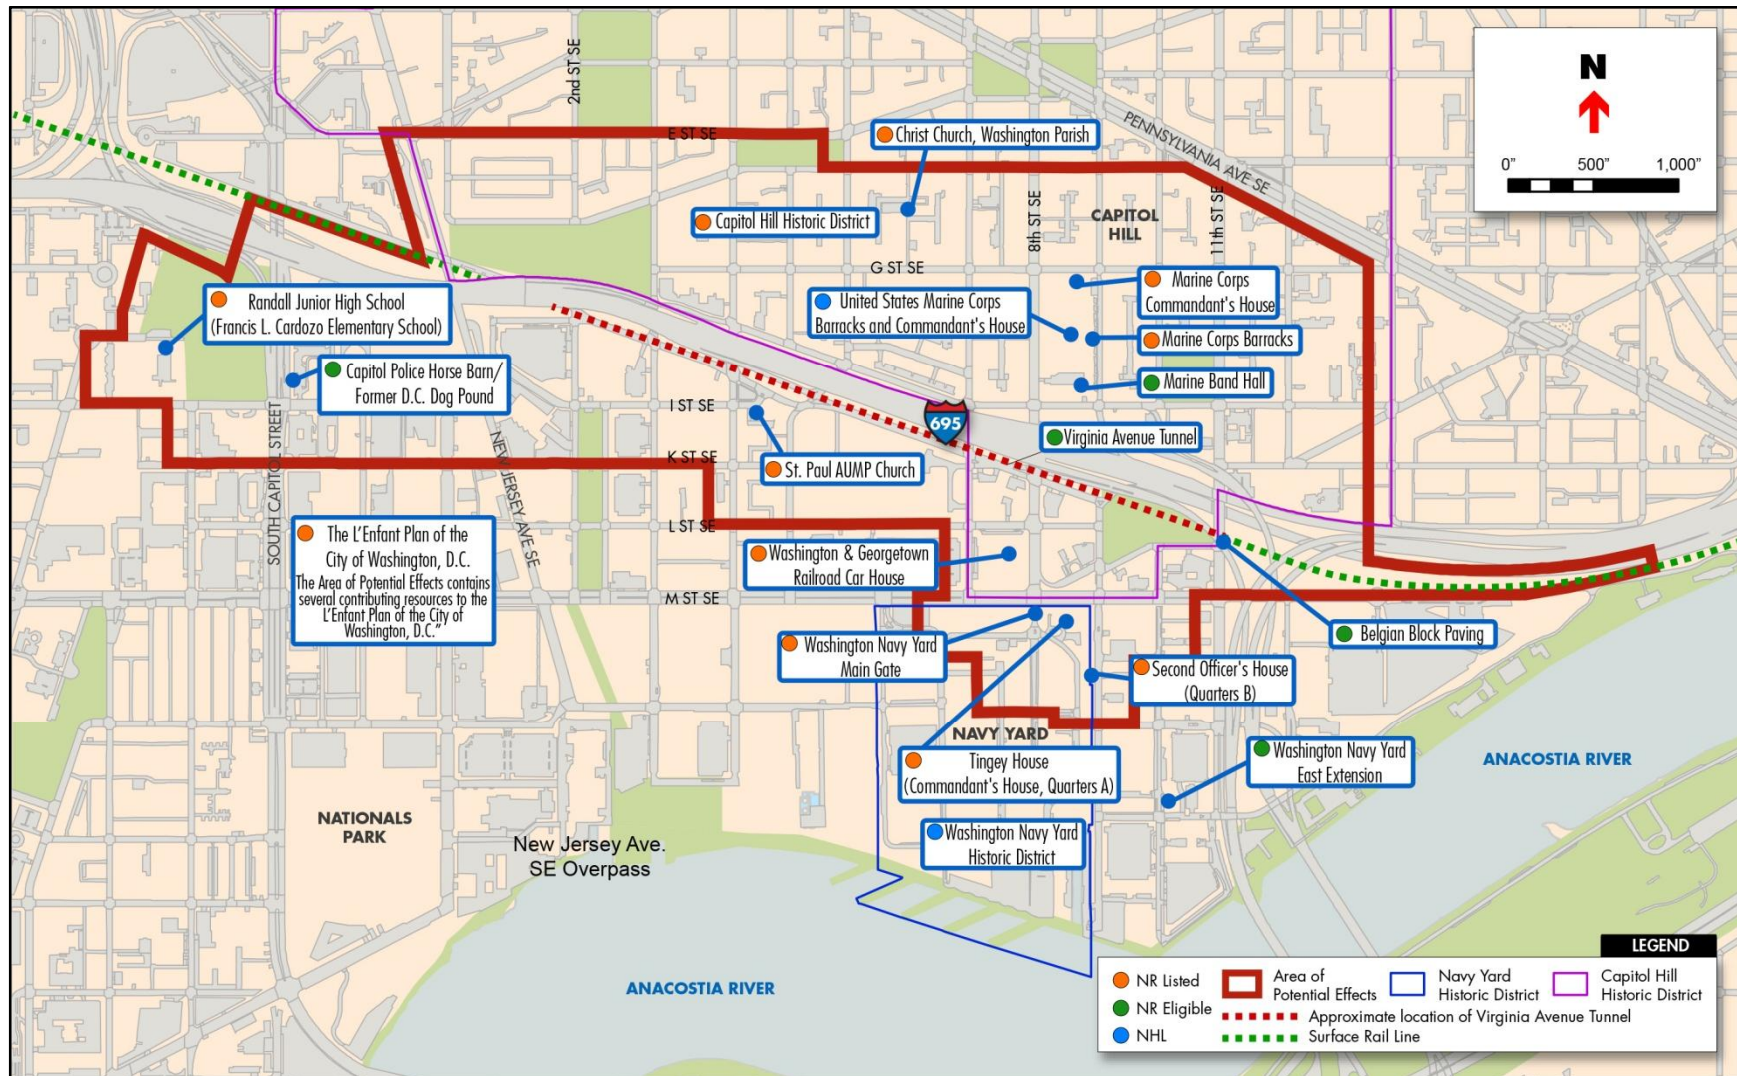 2nd ST SE
E ST SE
Christ Church, Washington Parish
PENNSYLVANIA AVE SE
N
0"
500"
1,000"
Capitol Hill Historic District
8th ST SE
CAPITOL
HILL
11th ST SE
G ST SE
Randall Junior High School
(Francis L. Cardozo Elementary School)
United States Marine Corps
Barracks and Commandant's House
Marine Corps
Commandant's House
Marine Corps Barracks
Capitol Police Horse Barn/
Former D.C. Dog Pound
Marine Band Hall
SOUTH CAPITOL STREET
NEW JERSEY AVE SE
I ST SE
695
Virginia Avenue Tunnel
K ST SE
St. Paul AUMP Church
L ST SE
The L'Enfant Plan of the
City of Washington, D.C.
The Area of Potential Effects contains
several contributing resources to the
L'Enfant Plan of the City of
Washington, D.C."
Washington & Georgetown
Railroad Car House
M ST SE
Belgian Block Paving
Washington Navy Yard
Main Gate
Second Officer's House
(Quarters B)
NAVY YARD
Tingey House
(Commandant's House, Quarters A)
Washington Navy Yard
East Extension
ANACOSTIA RIVER
NATIONALS
PARK
New Jersey Ave.
SE Overpass
Washington Navy Yard
Historic District
ANACOSTIA RIVER
LEGEND
NR Listed
NR Eligible
NHL
Area of
Potential Effects
Navy Yard
Historic District
Capitol Hill
Historic District
Approximate location of Virginia Avenue Tunnel
Surface Rail Line